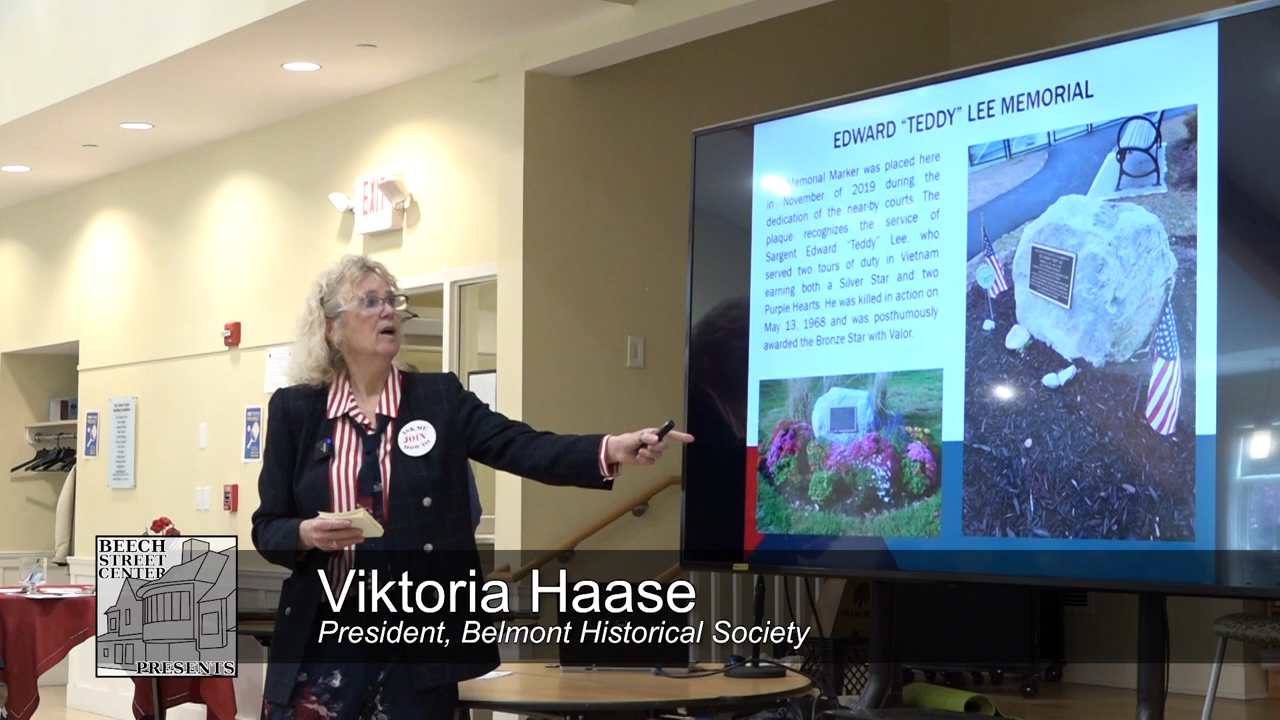 EXIT
EDWARD “TEDDY” LEE MEMORIAL
Memorial Marker was placed here
in November of 2019 during the
dedication of the near-by courts. The
plaque recognizes the service of
Sargent Edward “Teddy” Lee, who
served two tours of duty in Vietnam
earning both a Silver Star and two
Purple Hearts. He was killed in action on
May 13, 1968 and was posthumously
awarded the Bronze Star with Valor.
ASK ME
JOIN
HOW TO
BEECH
STREET
CENTER
PRESENTS
Viktoria Haase
President, Belmont Historical Society